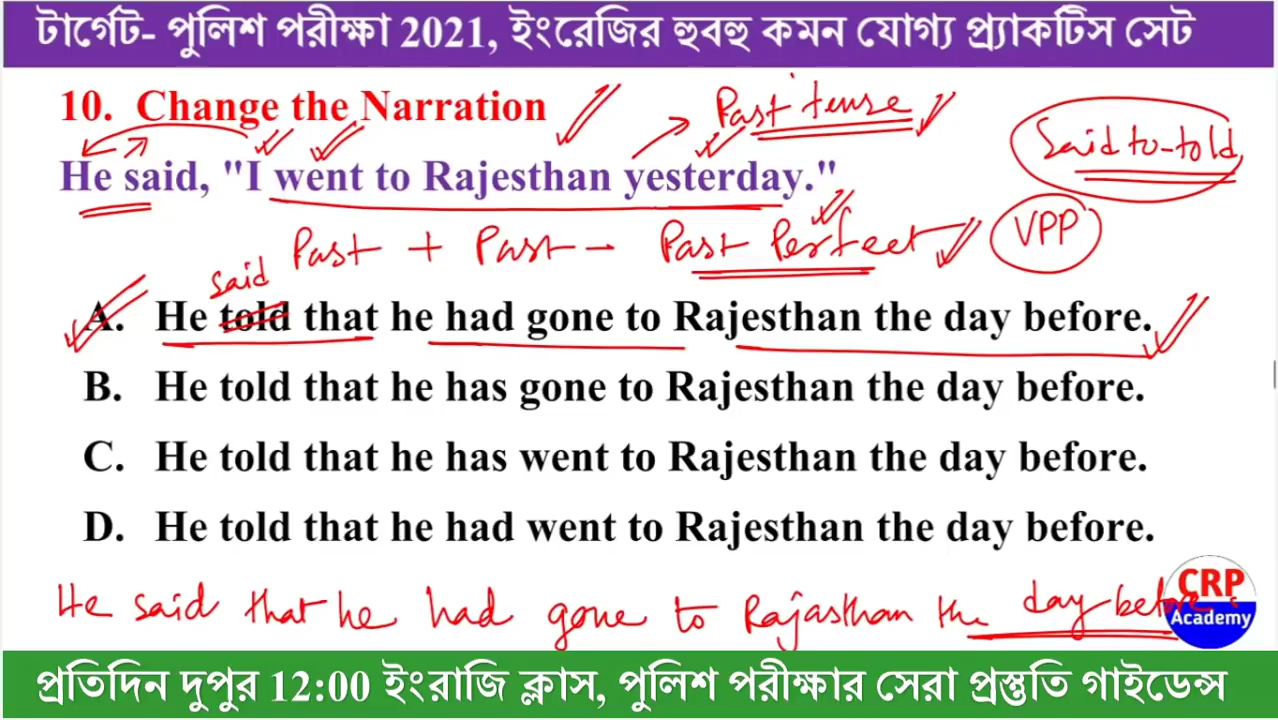 টার্গেট- পুলিশ পরীক্ষা 2021, ইংরেজির হুবহু কমন যোগ্য প্র্যাকটিস সেট
10. Change the Narration
Past tense
Said to-told
He said, "I went to Rajesthan yesterday."
Past + Past - Past Perfect
VPP
said
A. He told that he had gone to Rajesthan the day before.
B. He told that he has gone to Rajesthan the day before.
C. He told that he has went to Rajesthan the day before.
D. He told that he had went to Rajesthan the day before.
He said that he had gone to Rajasthan the day before.
CRP
Academy
প্রতিদিন দুপুর 12:00 ইংরাজি ক্লাস, পুলিশ পরীক্ষার সেরা প্রস্তুতি গাইডেন্স